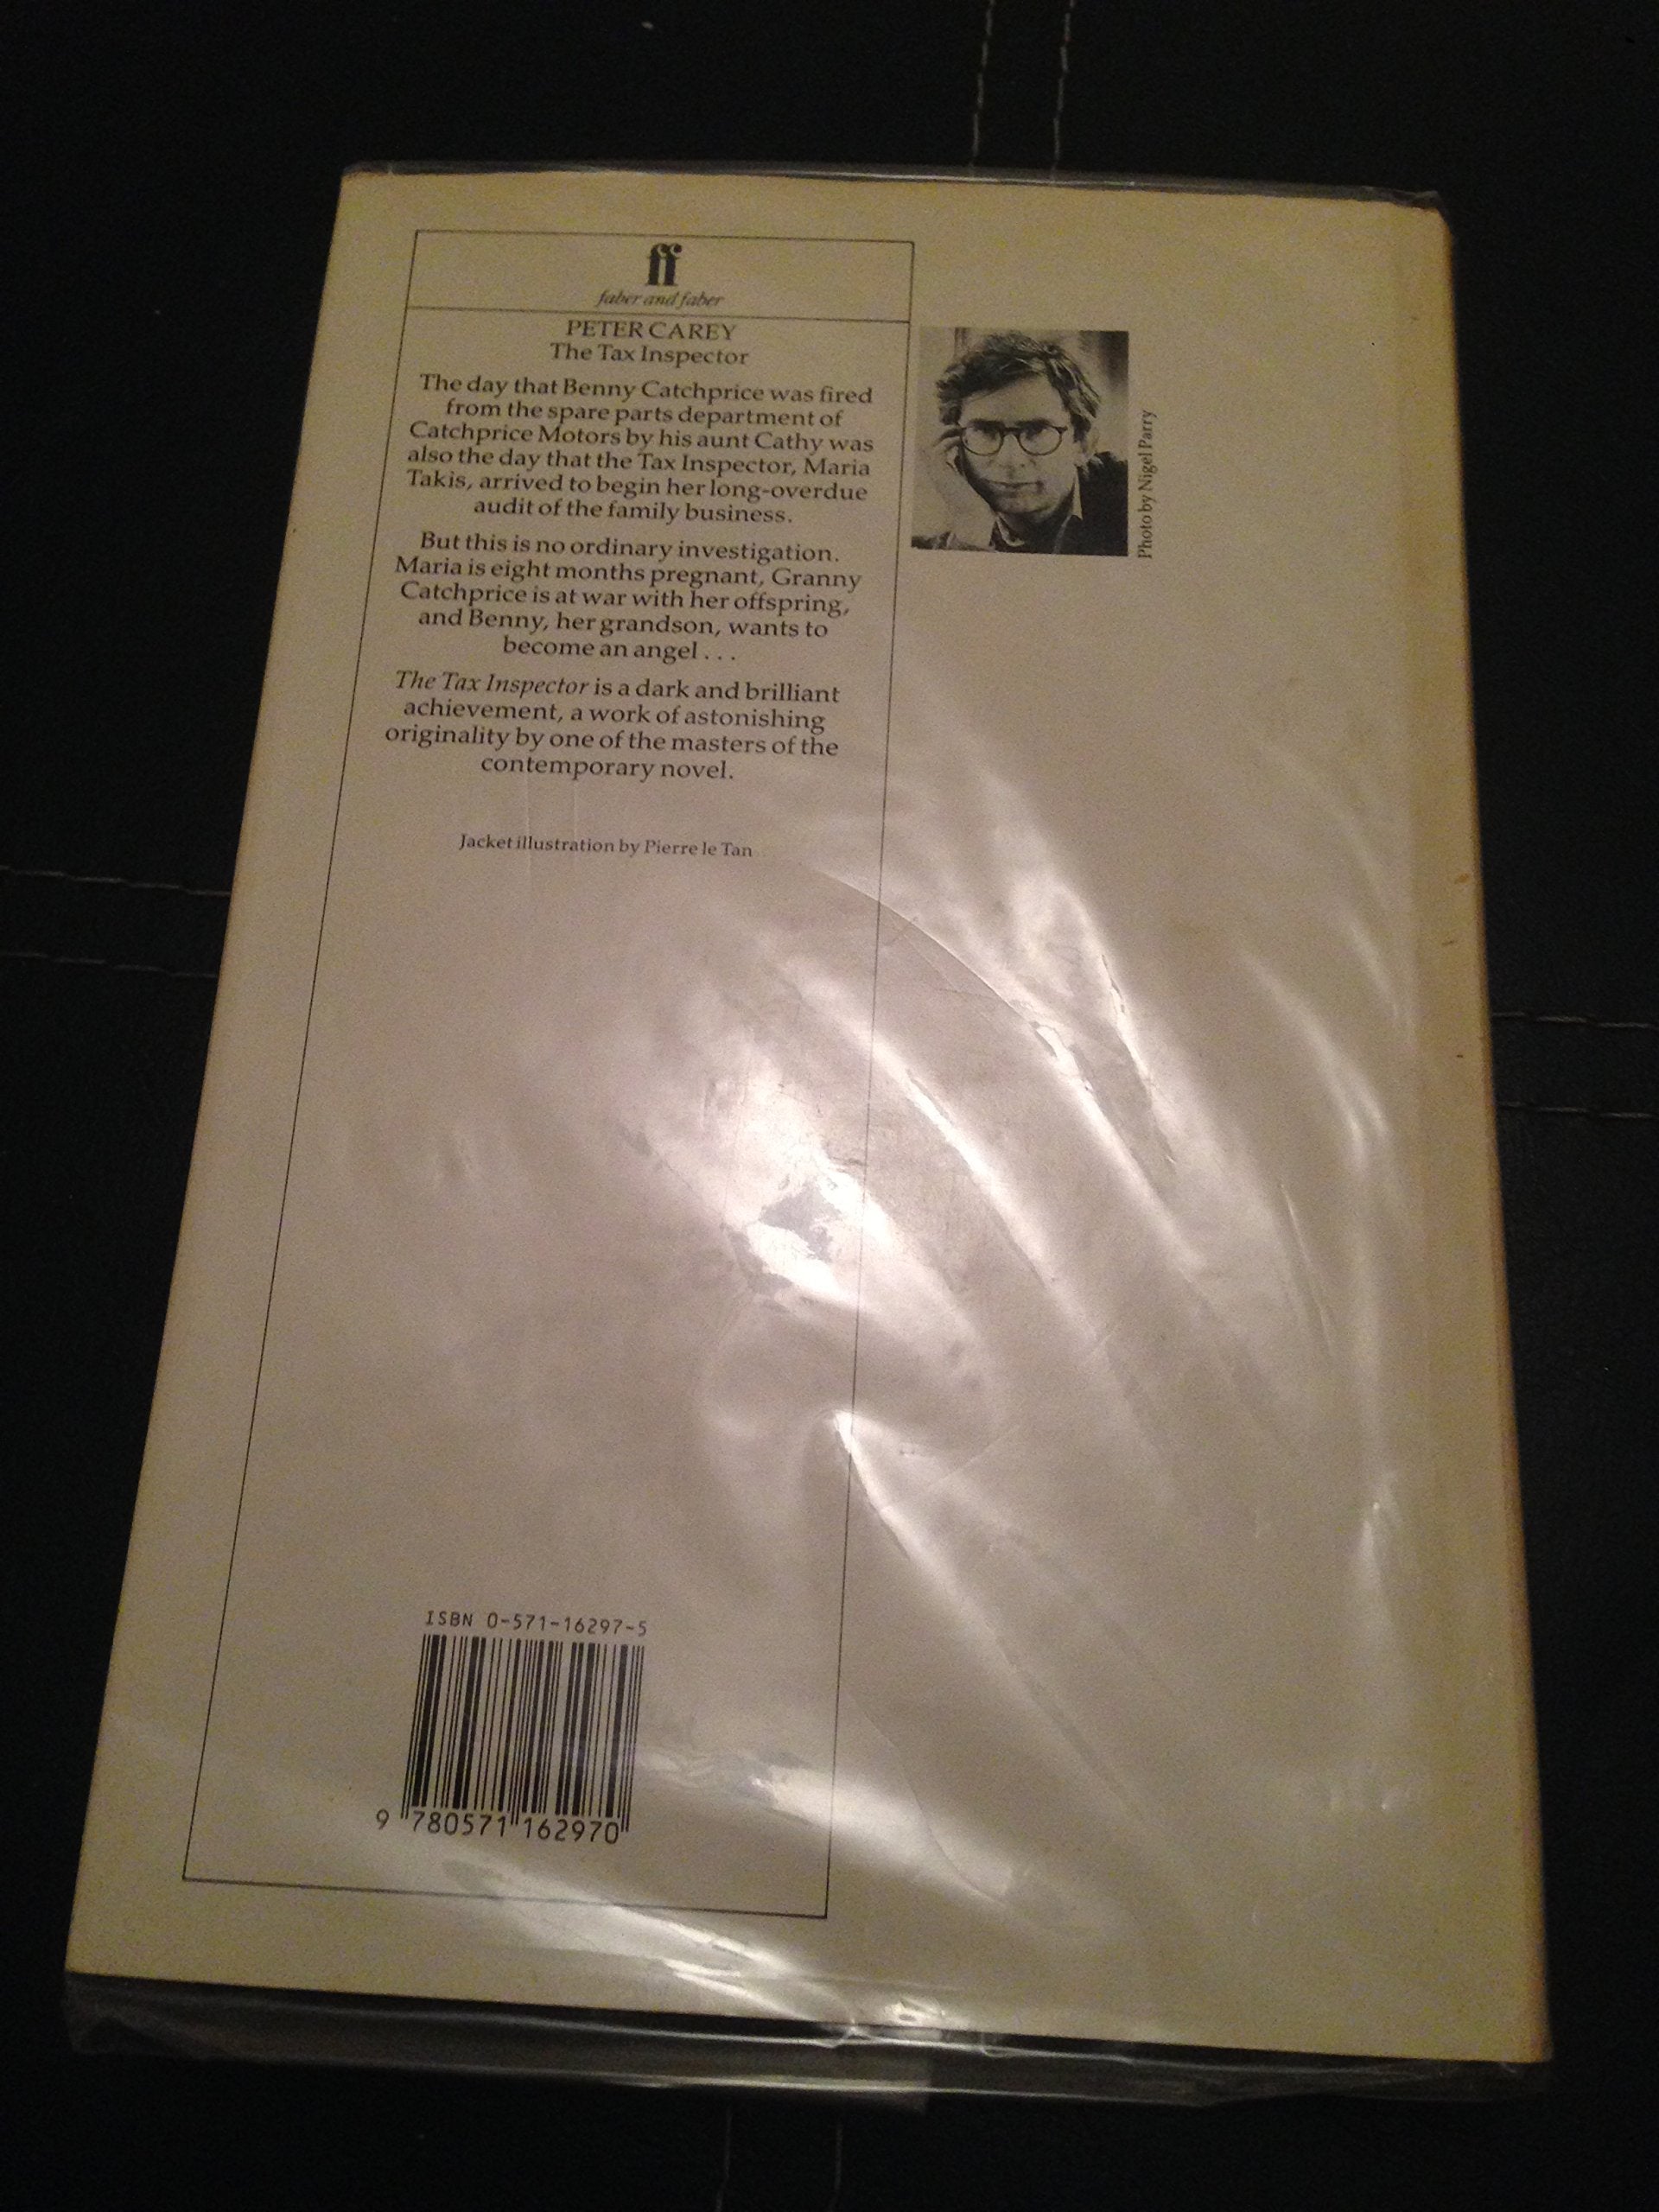 ff
faber and faber
PETER CAREY
The Tax Inspector
The day that Benny Catchprice was fired
from the spare parts department of
Catchprice Motors by his aunt Cathy was
also the day that the Tax Inspector, Maria
Takis, arrived to begin her long-overdue
audit of the family business.
But this is no ordinary investigation.
Maria is eight months pregnant, Granny
Catchprice is at war with her offspring,
and Benny, her grandson, wants to
become an angel . . .
The Tax Inspector is a dark and brilliant
achievement, a work of astonishing
originality by one of the masters of the
contemporary novel.
Jacket illustration by Pierre le Tan
Photo by Nigel Parry
ISBN 0-571-16297-5
9 780571 162970